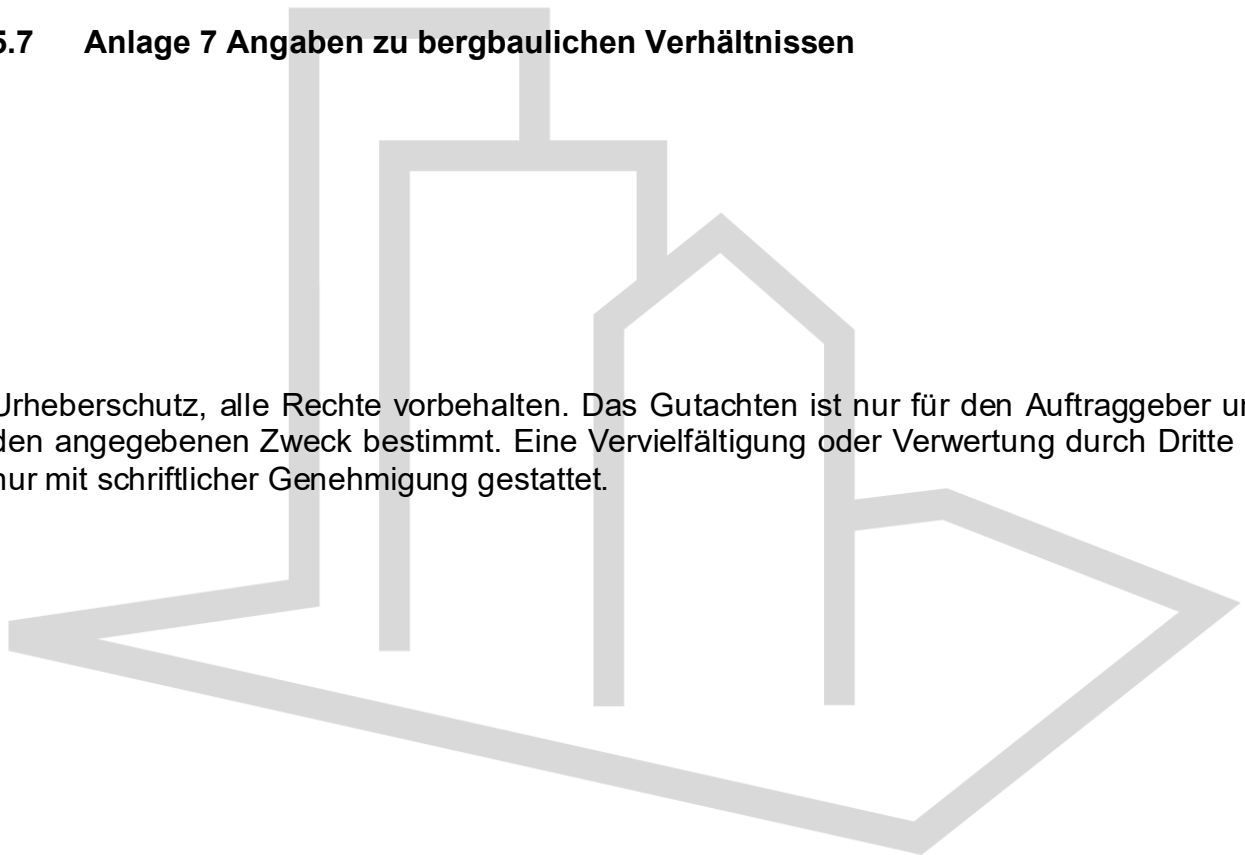 5.7 Anlage 7 Angaben zu bergbaulichen Verhältnissen
Urheberschutz, alle Rechte vorbehalten. Das Gutachten ist nur für den Auftraggeber
den angegebenen Zweck bestimmt. Eine Vervielfältigung oder Verwertung durch Dritte
nur mit schriftlicher Genehmigung gestattet.